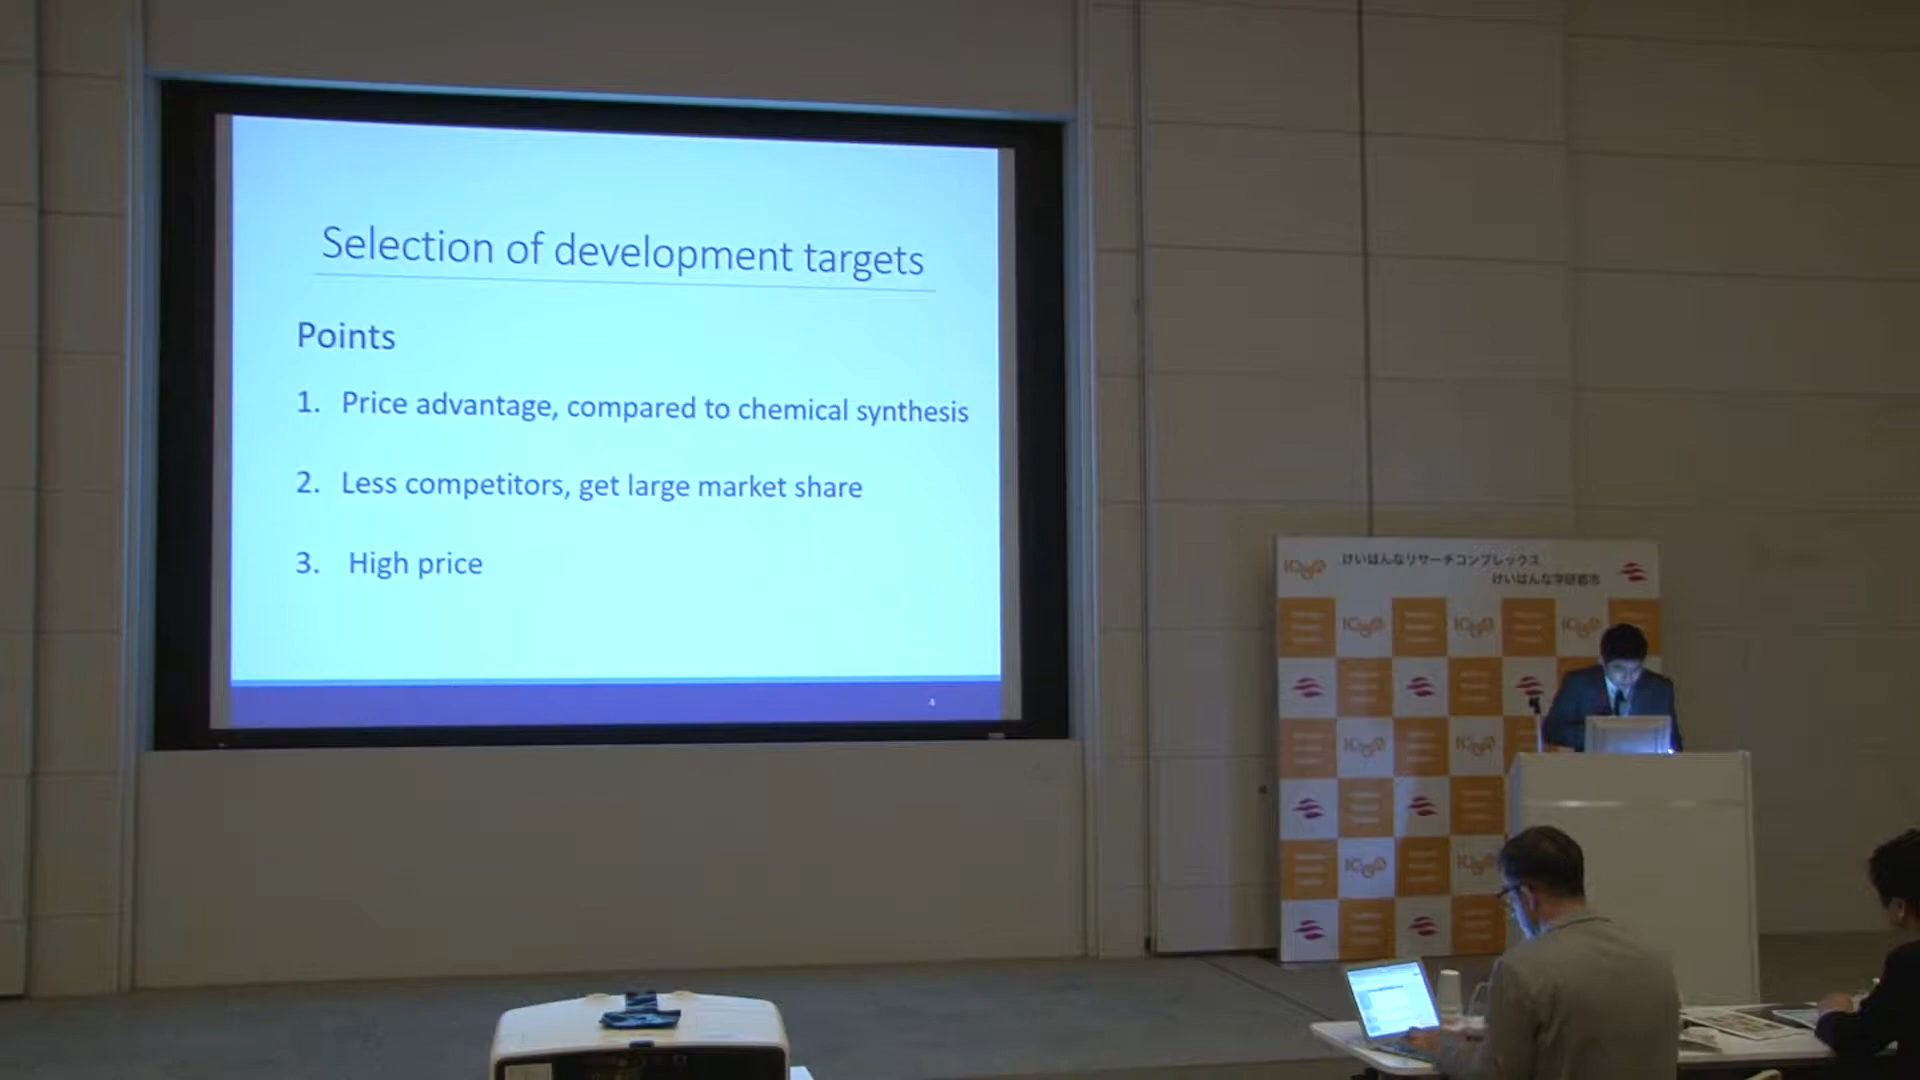 Selection of development targets
Points
1. Price advantage, compared to chemical synthesis
2. Less competitors, get large market share
3. High price
4
けいはんなリサーチコンプレックス
けいはんな学研都市